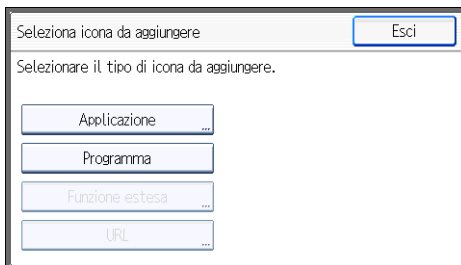 Seleziona icona da aggiungere
Esci
Selezionare il tipo di icona da aggiungere.
Applicazione ...
Programma
Funzione estesa ...
URL ...